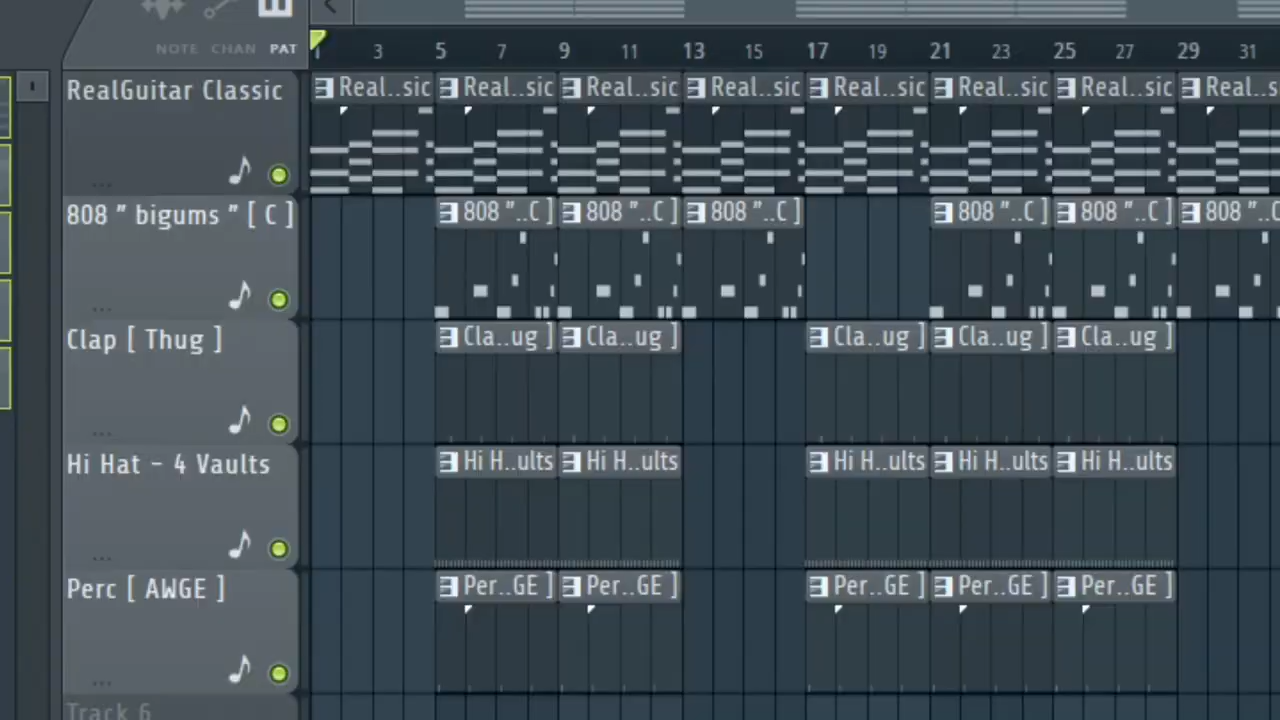 NOTE CHAN PAT
1 3 5 7 9 11 13 15 17 19 21 23 25 27 29 31
RealGuitar Classic
Real..sic Real..sic Real..sic Real..sic Real..sic Real..sic Real..sic Real..s
808 " bigums " [ C ]
808 "..C ] 808 "..C ] 808 "..C ] 808 "..C ] 808 "..C ] 808 "..C
Clap [ Thug ]
Cla..ug ] Cla..ug ] Cla..ug ] Cla..ug ] Cla..ug ]
Hi Hat - 4 Vaults
Hi H..ults Hi H..ults Hi H..ults Hi H..ults Hi H..ults
Perc [ AWGE ]
Per..GE ] Per..GE ] Per..GE ] Per..GE ] Per..GE ]
Track 6